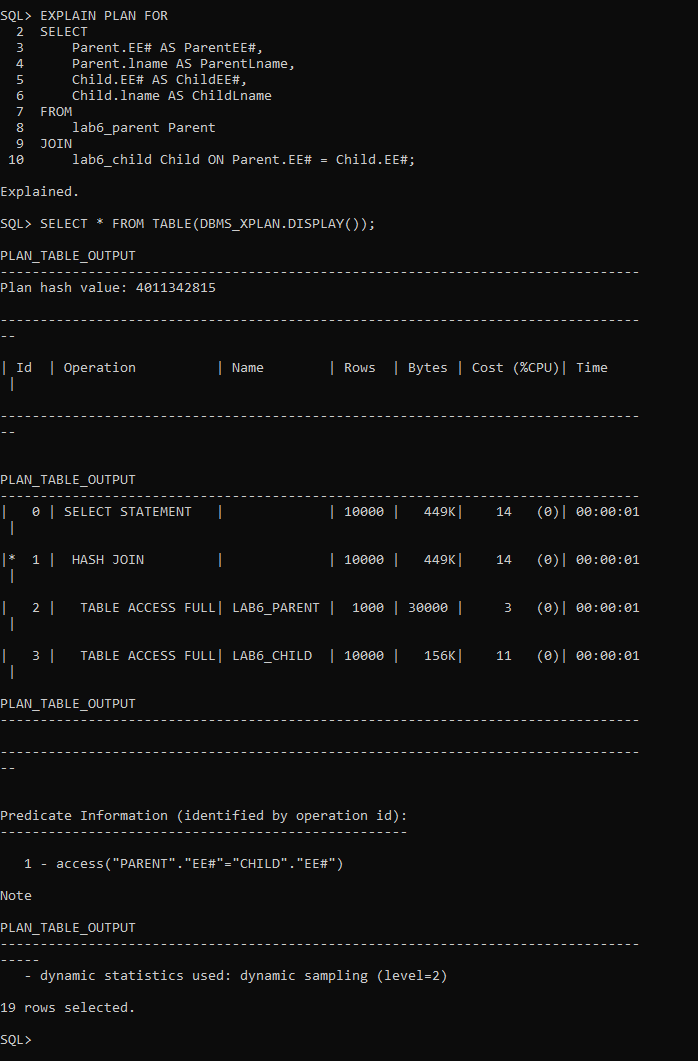 SQL> EXPLAIN PLAN FOR
  2  SELECT
  3      Parent.EE# AS ParentEE#,
  4      Parent.lname AS ParentLname,
  5      Child.EE# AS ChildEE#,
  6      Child.lname AS ChildLname
  7  FROM
  8      lab6_parent Parent
  9  JOIN
 10      lab6_child Child ON Parent.EE# = Child.EE#;

Explained.

SQL> SELECT * FROM TABLE(DBMS_XPLAN.DISPLAY());

PLAN_TABLE_OUTPUT
--------------------------------------------------------------------------------
Plan hash value: 4011342815

--------------------------------------------------------------------------------
--

| Id  | Operation          | Name        | Rows  | Bytes | Cost (%CPU)| Time
 |

--------------------------------------------------------------------------------
--


PLAN_TABLE_OUTPUT
--------------------------------------------------------------------------------
|   0 | SELECT STATEMENT   |             | 10000 |   449K|    14   (0)| 00:00:01
 |

|*  1 |  HASH JOIN         |             | 10000 |   449K|    14   (0)| 00:00:01
 |

|   2 |   TABLE ACCESS FULL| LAB6_PARENT |  1000 | 30000 |     3   (0)| 00:00:01
 |

|   3 |   TABLE ACCESS FULL| LAB6_CHILD  | 10000 |   156K|    11   (0)| 00:00:01
 |

PLAN_TABLE_OUTPUT
--------------------------------------------------------------------------------

--------------------------------------------------------------------------------
--


Predicate Information (identified by operation id):
---------------------------------------------------

   1 - access("PARENT"."EE#"="CHILD"."EE#")

Note

PLAN_TABLE_OUTPUT
--------------------------------------------------------------------------------
-----
   - dynamic statistics used: dynamic sampling (level=2)

19 rows selected.

SQL>